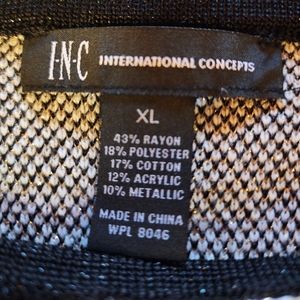 I·N·C INTERNATIONAL CONCEPTS
XL
43% RAYON
18% POLYESTER
17% COTTON
12% ACRYLIC
10% METALLIC
MADE IN CHINA
WPL 8046